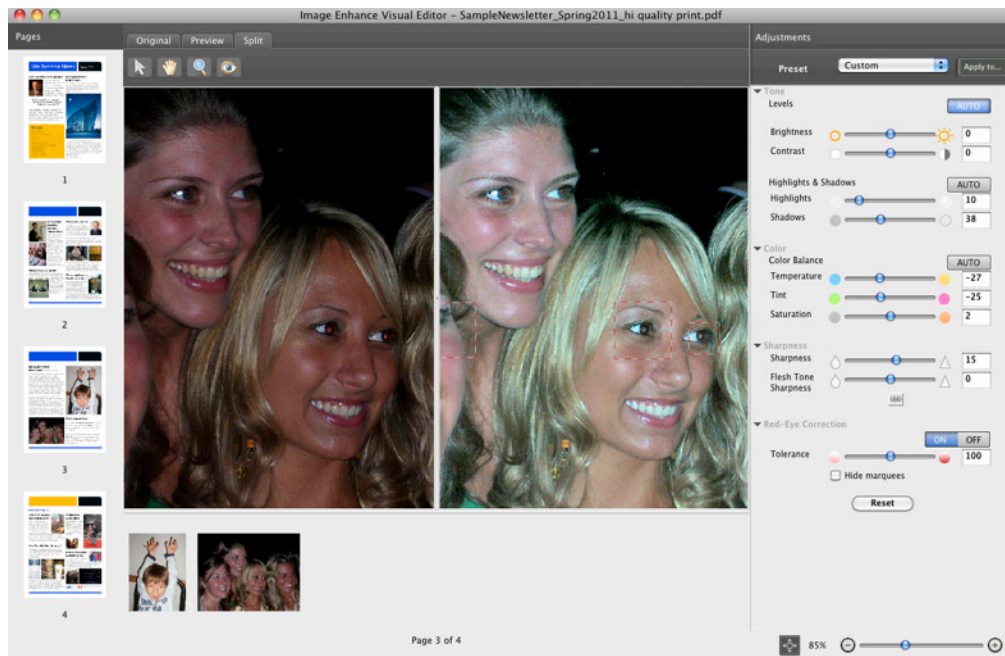 Image Enhance Visual Editor – SampleNewsletter_Spring2011_hi quality print.pdf
Pages
1
2
3
4
Original Preview Split
Page 3 of 4
Adjustments
Preset Custom Apply to...
Tone
Levels AUTO
Brightness 0
Contrast 0
Highlights & Shadows AUTO
Highlights 10
Shadows 38
Color
Color Balance AUTO
Temperature -27
Tint -25
Saturation 2
Sharpness
Sharpness 15
Flesh Tone 0
Sharpness
Red-Eye Correction
ON OFF
Tolerance 100
Hide marquees
Reset
85%